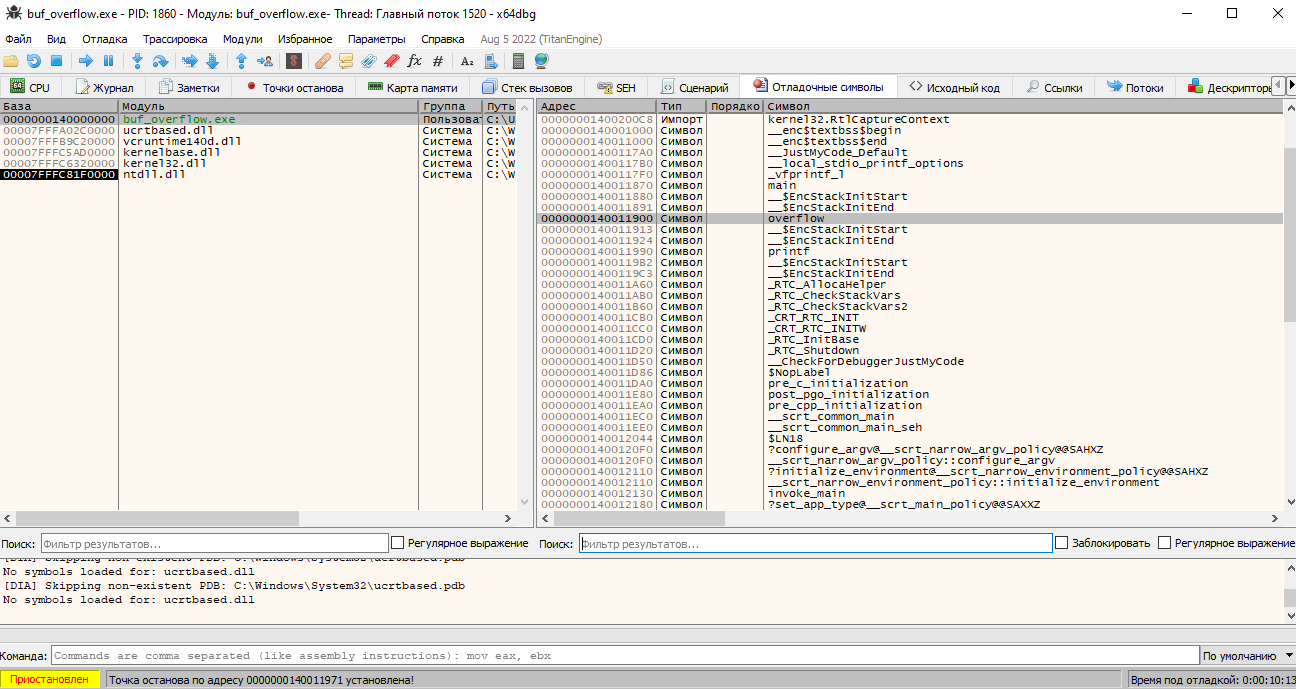 buf_overflow.exe - PID: 1860 - Модуль: buf_overflow.exe- Thread: Главный поток 1520 - x64dbg
Файл Вид Отладка Трассировка Модули Избранное Параметры Справка Aug 5 2022 (TitanEngine)
CPU Журнал Заметки Точки останова Карта памяти Стек вызовов SEH Сценарий Отладочные символы Исходный код Ссылки Потоки Дескрипторы
База Модуль Группа Путь
0000000140000000 buf_overflow.exe Пользоват C:\U
00007FFFA02C0000 ucrtbased.dll Система C:\W
00007FFFB9C20000 vcruntime140d.dll Система C:\W
00007FFFC5AD0000 kernelbase.dll Система C:\W
00007FFFC6320000 kernel32.dll Система C:\W
00007FFFC81F0000 ntdll.dll Система C:\W
Адрес Тип Порядко Символ
00000001400200C8 Импорт kernel32.RtlCaptureContext
0000000140001000 Символ __enc$textbss$begin
0000000140011000 Символ __enc$textbss$end
00000001400117A0 Символ __JustMyCode_Default
00000001400117B0 Символ __local_stdio_printf_options
00000001400117F0 Символ _vfprintf_l
0000000140011870 Символ main
0000000140011880 Символ __$EncStackInitStart
0000000140011891 Символ __$EncStackInitEnd
0000000140011900 Символ overflow
0000000140011913 Символ __$EncStackInitStart
0000000140011924 Символ __$EncStackInitEnd
0000000140011990 Символ printf
00000001400119B2 Символ __$EncStackInitStart
00000001400119C3 Символ __$EncStackInitEnd
0000000140011A60 Символ _RTC_AllocaHelper
0000000140011AB0 Символ _RTC_CheckStackVars
0000000140011B60 Символ _RTC_CheckStackVars2
0000000140011CB0 Символ _CRT_RTC_INIT
0000000140011CC0 Символ _CRT_RTC_INITW
0000000140011CD0 Символ _RTC_InitBase
0000000140011D20 Символ _RTC_Shutdown
0000000140011D50 Символ __CheckForDebuggerJustMyCode
0000000140011D86 Символ $NopLabel
0000000140011DA0 Символ pre_c_initialization
0000000140011E80 Символ post_pgo_initialization
0000000140011EA0 Символ pre_cpp_initialization
0000000140011EC0 Символ __scrt_common_main
0000000140011EE0 Символ __scrt_common_main_seh
0000000140012044 Символ $LN18
00000001400120F0 Символ ?configure_argv@__scrt_narrow_argv_policy@@SAHXZ
00000001400120F0 Символ __scrt_narrow_argv_policy::configure_argv
0000000140012110 Символ ?initialize_environment@__scrt_narrow_environment_policy@@SAHXZ
0000000140012110 Символ __scrt_narrow_environment_policy::initialize_environment
0000000140012130 Символ invoke_main
0000000140012180 Символ ?set_app_type@__scrt_main_policy@@SAXXZ
Поиск: Фильтр результатов... Регулярное выражение Поиск: Фильтр результатов... Заблокировать Регулярное выражение
[DIA] Skipping non-existent PDB: C:\Windows\System32\ucrtbased.pdb
No symbols loaded for: ucrtbased.dll
[DIA] Skipping non-existent PDB: C:\Windows\System32\ucrtbased.pdb
No symbols loaded for: ucrtbased.dll
Команда: Commands are comma separated (like assembly instructions): mov eax, ebx По умолчанию
Приостановлен Точка останова по адресу 0000000140011971 установлена! Время под отладкой: 0:00:10:13